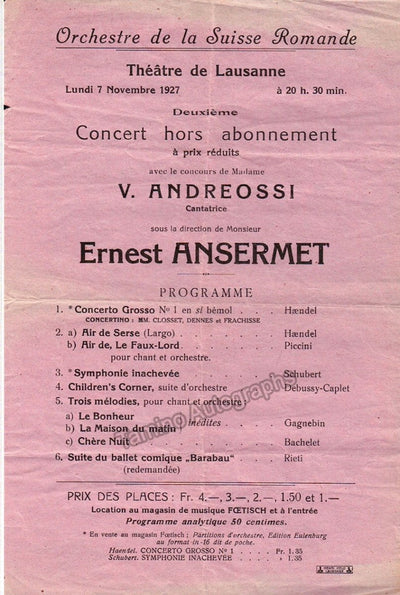 Orchestre de la Suisse Romande
Théâtre de Lausanne
Lundi 7 Novembre 1927 à 20 h. 30 min.
Deuxième
Concert hors abonnement
à prix réduits
avec le concours de Madame
V. ANDREOSSI
Cantatrice
sous la direction de Monsieur
Ernest ANSERMET
PROGRAMME
1. *Concerto Grosso No 1 en si bémol . . . Hændel
CONCERTINO: MM. CLOSSET, DENNES et FRACHISSE
2. a) Air de Serse (Largo) . . . . Hændel
b) Air de, Le Faux-Lord . . . . Piccini
pour chant et orchestre.
3. *Symphonie inachevée . . . . Schubert
4. Children's Corner, suite d'orchestre . . Debussy-Caplet
5. Trois mélodies, pour chant et orchestre:
a) Le Bonheur
b) La Maison du matin } inédites . . Gagnebin
c) Chère Nuit . . . . Bachelet
6. Suite du ballet comique „Barabau" . . . Rieti
(redemandée)
Tamino Autographs
PRIX DES PLACES: Fr. 4.—, 3.—, 2.—, 1.50 et 1.—
Location au magasin de musique FŒTISCH et à l'entrée
Programme analytique 50 centimes.
* En vente au magasin Fœtisch; Partitions d'orchestre, Edition Eulenburg
au format in-16 dit de poche.
Haendel. CONCERTO GROSSO No 1 . . Fr. 1.35
Schubert. SYMPHONIE INACHEVÉE . . » 1.35